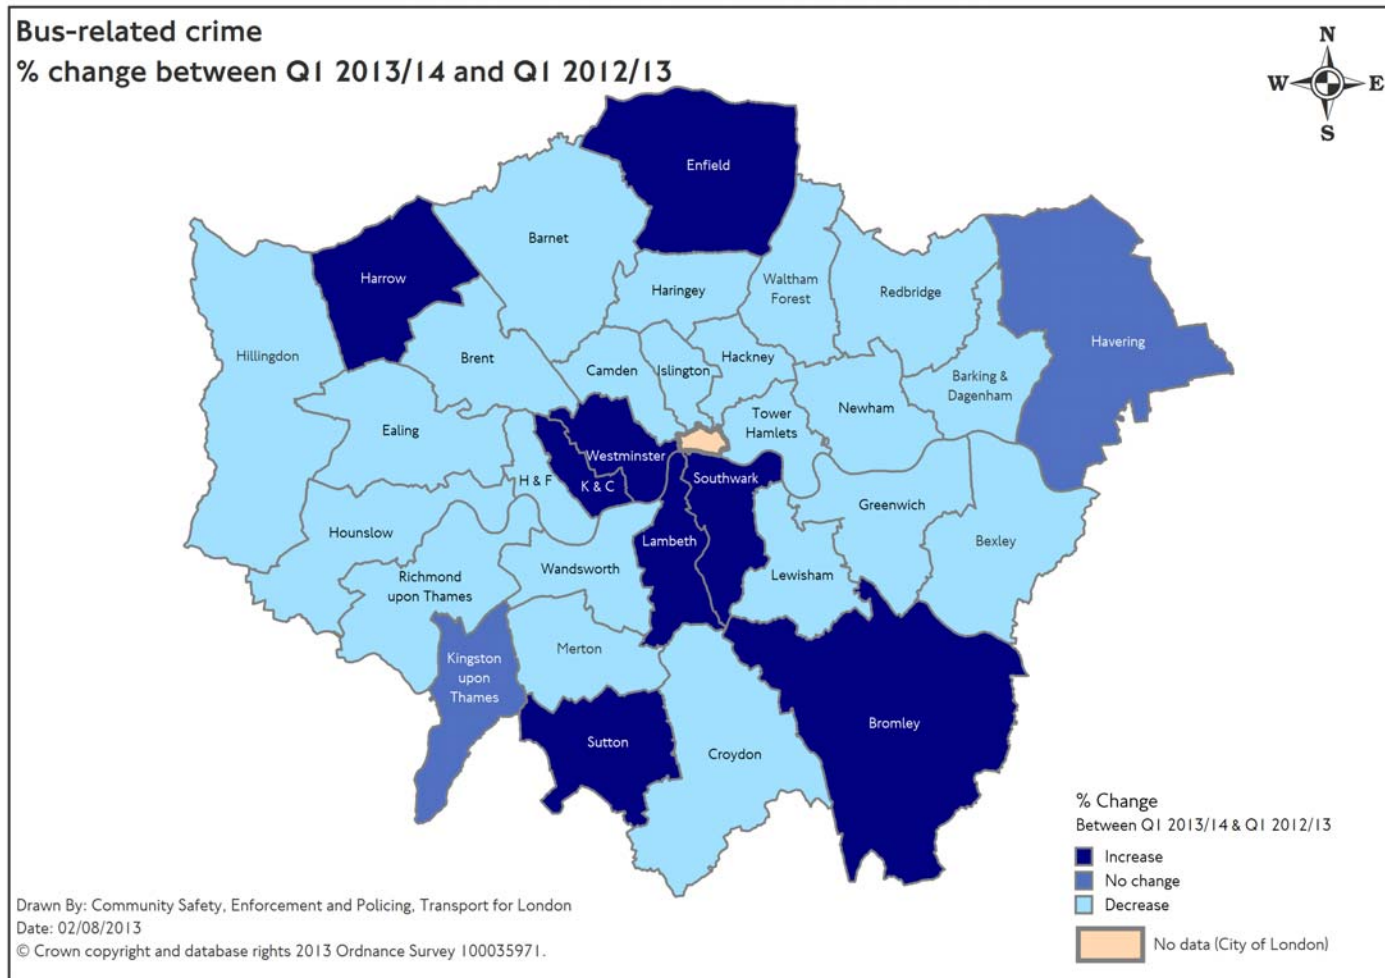 Bus-related crime
% change between Q1 2013/14 and Q1 2012/13
N
W
E
S
Enfield
Barnet
Harrow
Haringey
Waltham
Forest
Redbridge
Havering
Hillingdon
Brent
Camden
Islington
Hackney
Barking &
Dagenham
Ealing
Newham
Tower
Hamlets
Westminster
H & F
K & C
Southwark
Greenwich
Hounslow
Lambeth
Bexley
Richmond
upon Thames
Wandsworth
Lewisham
Merton
Kingston
upon
Thames
Sutton
Croydon
Bromley
% Change
Between Q1 2013/14 & Q1 2012/13
Increase
No change
Decrease
No data (City of London)
Drawn By: Community Safety, Enforcement and Policing, Transport for London
Date: 02/08/2013
© Crown copyright and database rights 2013 Ordnance Survey 100035971.